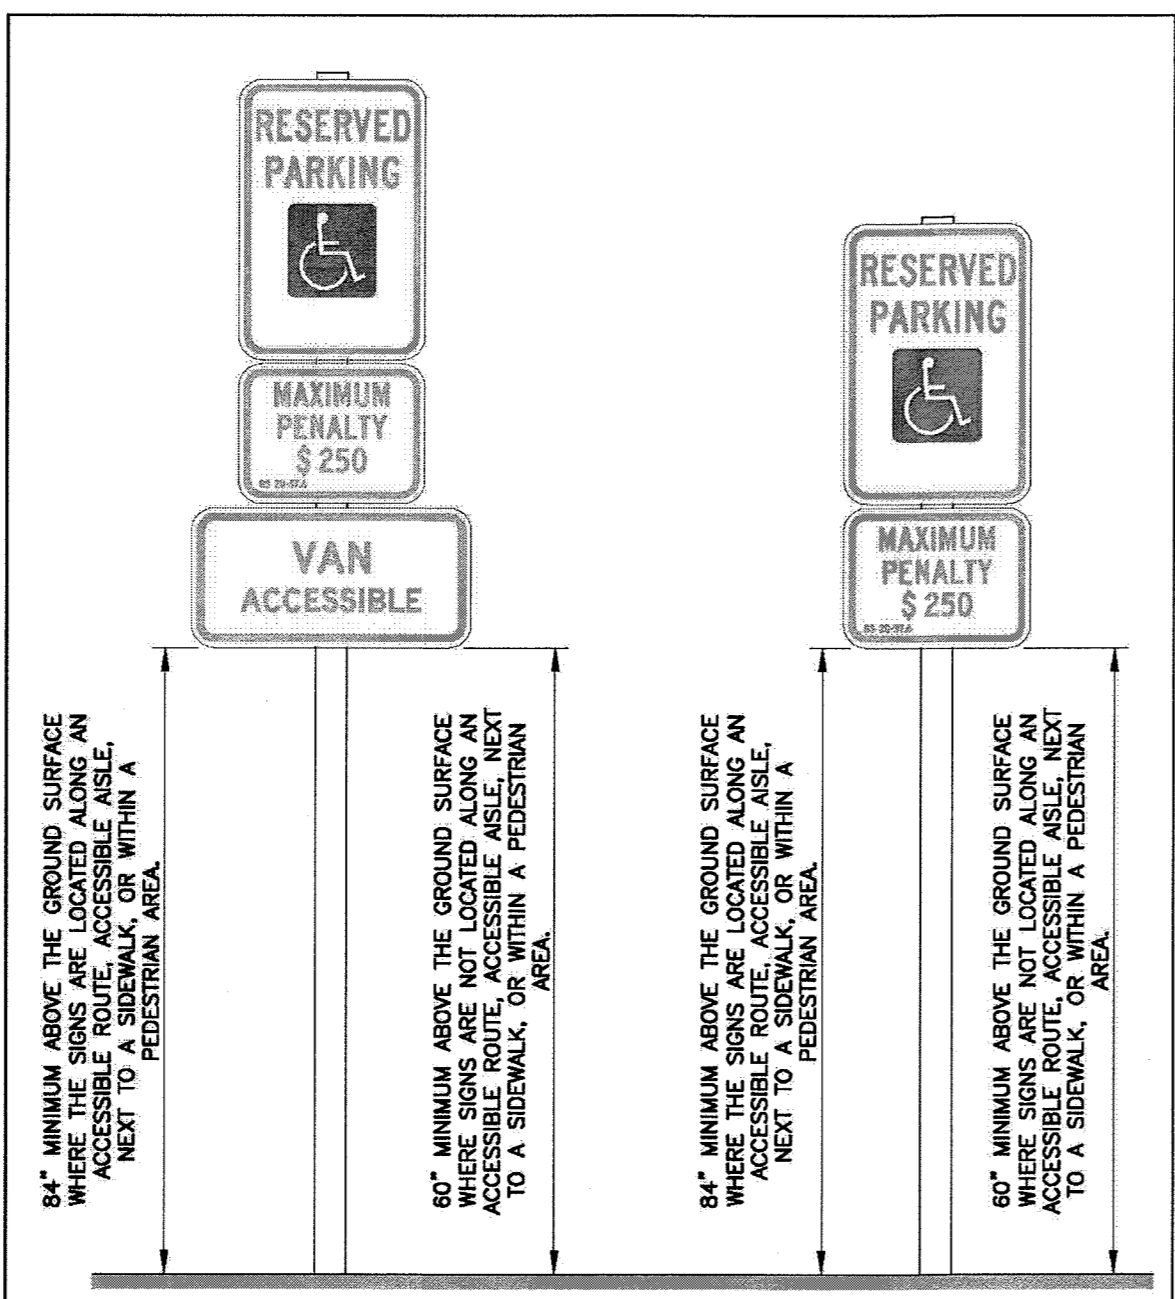 RESERVED
PARKING
MAXIMUM
PENALTY
$ 250
VAN
ACCESSIBLE
RESERVED
PARKING
MAXIMUM
PENALTY
$ 250
84" MINIMUM ABOVE THE GROUND SURFACE
WHERE THE SIGNS ARE LOCATED ALONG AN
ACCESSIBLE ROUTE, ACCESSIBLE AISLE,
NEXT TO A SIDEWALK, OR WITHIN A
PEDESTRIAN AREA.
60" MINIMUM ABOVE THE GROUND SURFACE
WHERE SIGNS ARE NOT LOCATED ALONG AN
ACCESSIBLE ROUTE, ACCESSIBLE AISLE, NEXT
TO A SIDEWALK, OR WITHIN A PEDESTRIAN
AREA.
84" MINIMUM ABOVE THE GROUND SURFACE
WHERE THE SIGNS ARE LOCATED ALONG AN
ACCESSIBLE ROUTE, ACCESSIBLE AISLE,
NEXT TO A SIDEWALK, OR WITHIN A
PEDESTRIAN AREA.
60" MINIMUM ABOVE THE GROUND SURFACE
WHERE SIGNS ARE NOT LOCATED ALONG AN
ACCESSIBLE ROUTE, ACCESSIBLE AISLE, NEXT
TO A SIDEWALK, OR WITHIN A PEDESTRIAN
AREA.